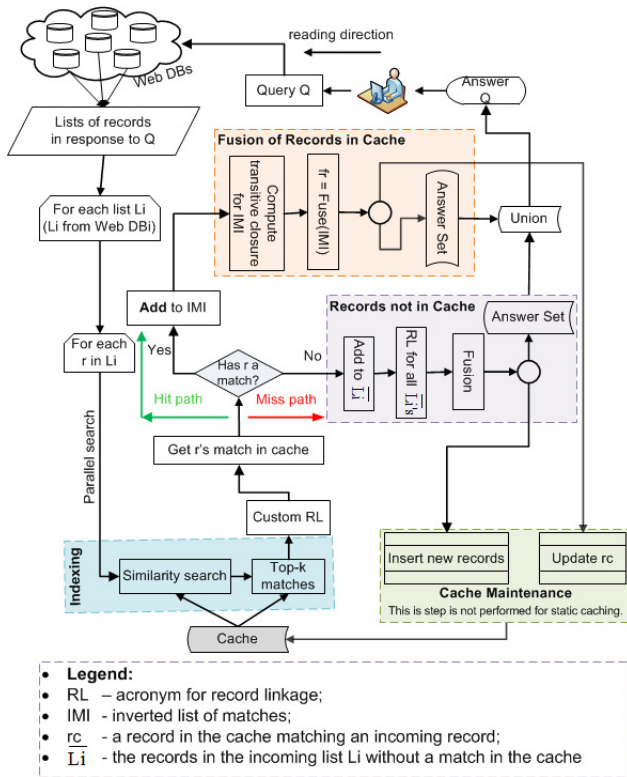 reading direction
Web DBs
Query Q
Answer
Q
Lists of records
in response to Q
Fusion of Records in Cache
Compute
transitive closure
for IMI
fr = Fuse(IMI)
Answer Set
Union
For each list Li
(Li from Web DBi)
Add to IMI
Records not in Cache
Answer Set
For each
r in Li
Yes
Has r a
match?
No
Add to
L̅i̅
RL for all
L̅i̅'s
Fusion
Hit path
Miss path
Parallel search
Get r's match in cache
Custom RL
Indexing
Similarity search
Top-k
matches
Insert new records
Update rc
Cache Maintenance
This is step is not performed for static caching.
Cache
• Legend:
• RL – acronym for record linkage;
• IMI - inverted list of matches;
• rc - a record in the cache matching an incoming record;
• L̅i̅ - the records in the incoming list Li without a match in the cache